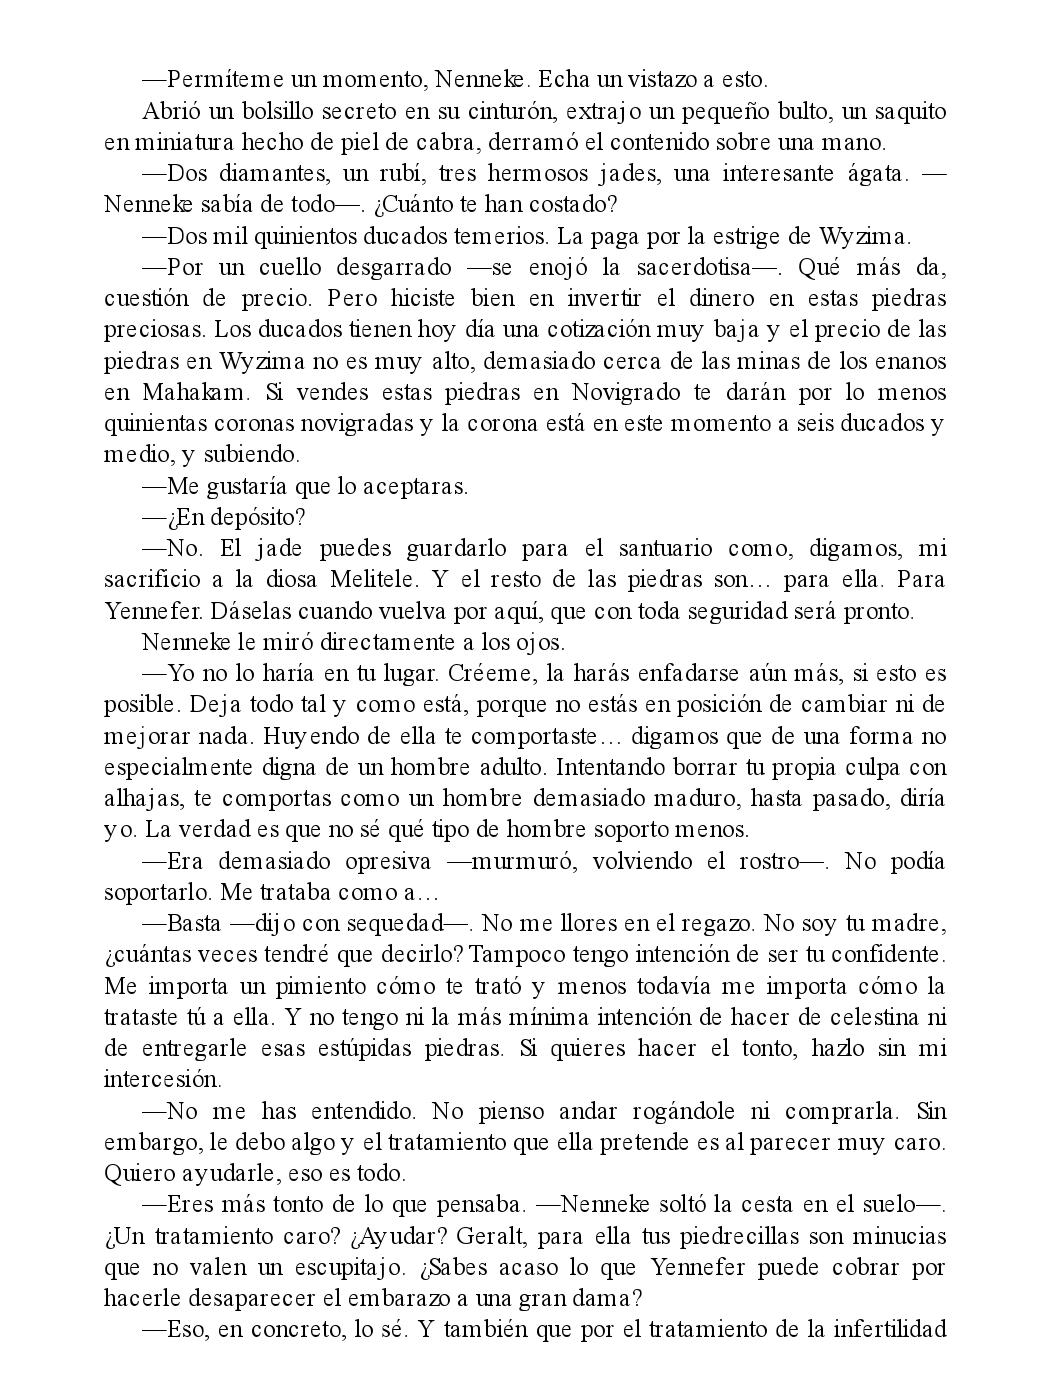 —Permíteme un momento, Nenneke. Echa un vistazo a esto.
Abrió un bolsillo secreto en su cinturón, extrajo un pequeño bulto, un saquito
en miniatura hecho de piel de cabra, derramó el contenido sobre una mano.
—Dos diamantes, un rubí, tres hermosos jades, una interesante ágata. —
Nenneke sabía de todo—. ¿Cuánto te han costado?
—Dos mil quinientos ducados temerios. La paga por la estrige de Wyzima.
—Por un cuello desgarrado —se enojó la sacerdotisa—. Qué más da,
cuestión de precio. Pero hiciste bien en invertir el dinero en estas piedras
preciosas. Los ducados tienen hoy día una cotización muy baja y el precio de las
piedras en Wyzima no es muy alto, demasiado cerca de las minas de los enanos
en Mahakam. Si vendes estas piedras en Novigrado te darán por lo menos
quinientas coronas novigradas y la corona está en este momento a seis ducados y
medio, y subiendo.
—Me gustaría que lo aceptaras.
—¿En depósito?
—No. El jade puedes guardarlo para el santuario como, digamos, mi
sacrificio a la diosa Melitele. Y el resto de las piedras son… para ella. Para
Yennefer. Dáselas cuando vuelva por aquí, que con toda seguridad será pronto.
Nenneke le miró directamente a los ojos.
—Yo no lo haría en tu lugar. Créeme, la harás enfadarse aún más, si esto es
posible. Deja todo tal y como está, porque no estás en posición de cambiar ni de
mejorar nada. Huyendo de ella te comportaste… digamos que de una forma no
especialmente digna de un hombre adulto. Intentando borrar tu propia culpa con
alhajas, te comportas como un hombre demasiado maduro, hasta pasado, diría
yo. La verdad es que no sé qué tipo de hombre soporto menos.
—Era demasiado opresiva —murmuró, volviendo el rostro—. No podía
soportarlo. Me trataba como a…
—Basta —dijo con sequedad—. No me llores en el regazo. No soy tu madre,
¿cuántas veces tendré que decirlo? Tampoco tengo intención de ser tu confidente.
Me importa un pimiento cómo te trató y menos todavía me importa cómo la
trataste tú a ella. Y no tengo ni la más mínima intención de hacer de celestina ni
de entregarle esas estúpidas piedras. Si quieres hacer el tonto, hazlo sin mi
intercesión.
—No me has entendido. No pienso andar rogándole ni comprarla. Sin
embargo, le debo algo y el tratamiento que ella pretende es al parecer muy caro.
Quiero ayudarle, eso es todo.
—Eres más tonto de lo que pensaba. —Nenneke soltó la cesta en el suelo—.
¿Un tratamiento caro? ¿Ayudar? Geralt, para ella tus piedrecillas son minucias
que no valen un escupitajo. ¿Sabes acaso lo que Yennefer puede cobrar por
hacerle desaparecer el embarazo a una gran dama?
—Eso, en concreto, lo sé. Y también que por el tratamiento de la infertilidad